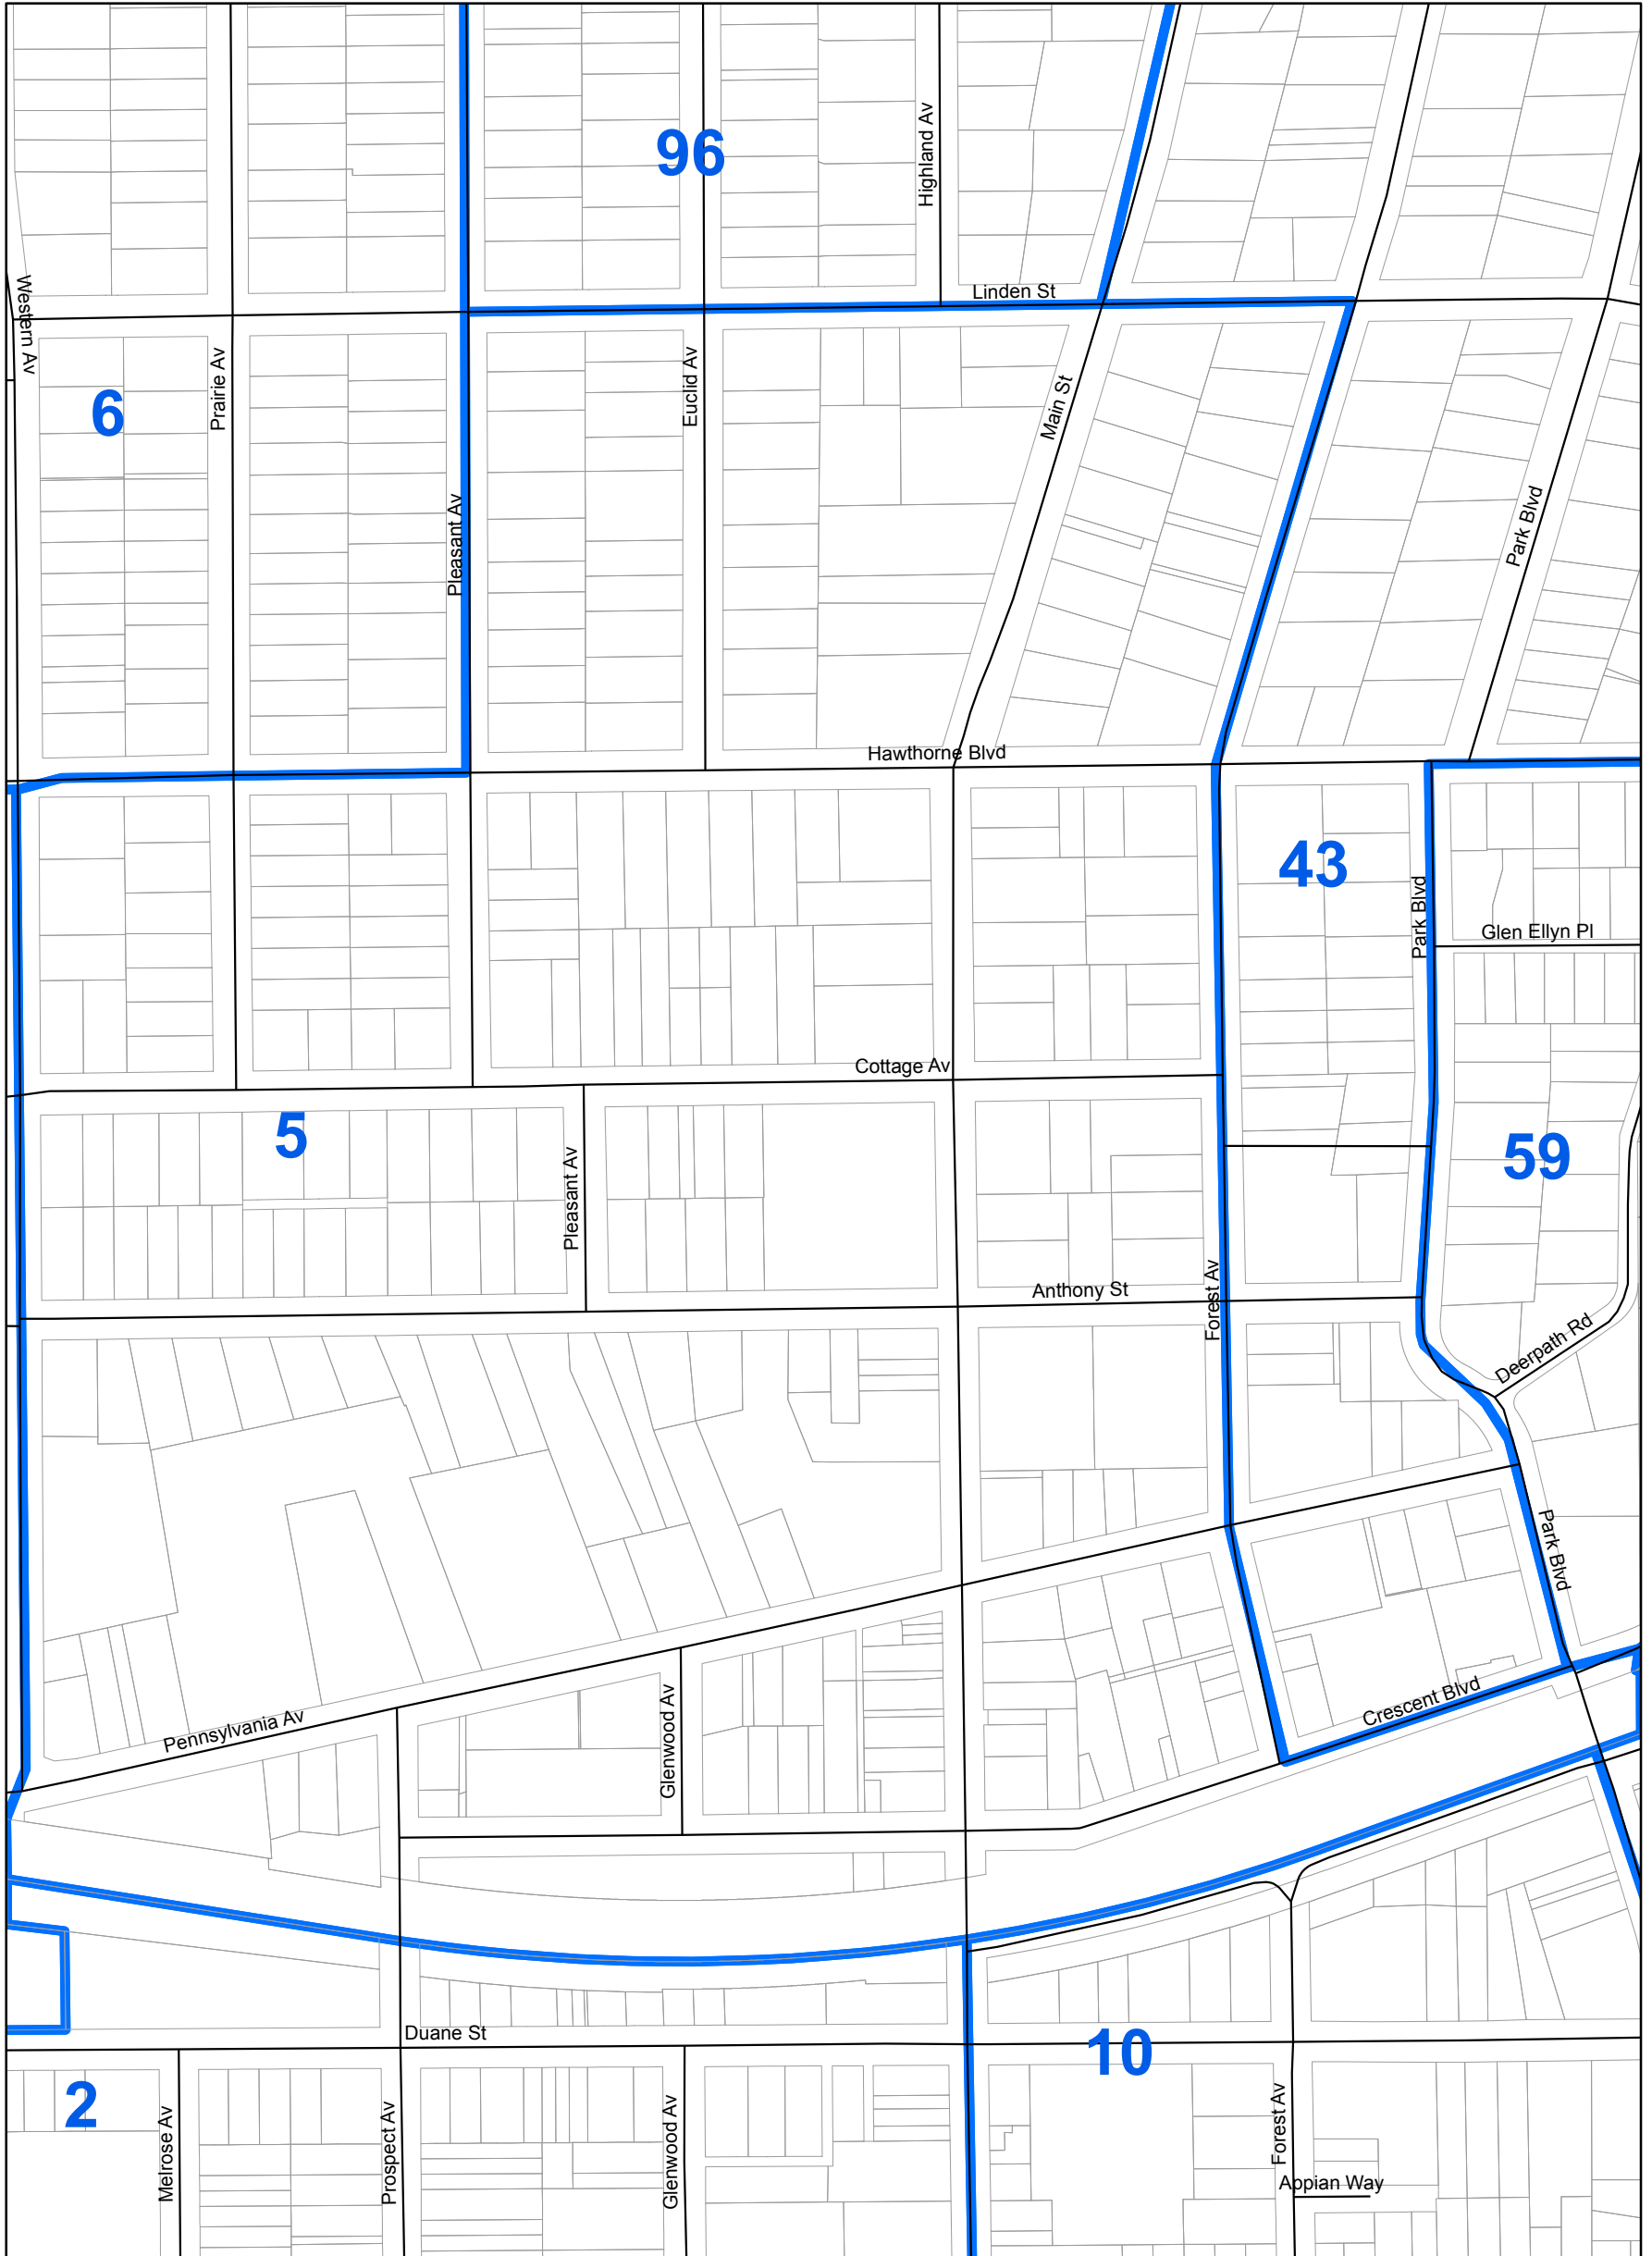 96
Highland Av
Linden St
Western Av
Prairie Av
Euclid Av
Main St
6
Pleasant Av
Park Blvd
Hawthorne Blvd
43
Park Blvd
Glen Ellyn Pl
Cottage Av
5
59
Pleasant Av
Anthony St
Forest Av
Deerpath Rd
Park Blvd
Pennsylvania Av
Glenwood Av
Crescent Blvd
Duane St
10
2
Melrose Av
Prospect Av
Glenwood Av
Forest Av
Appian Way